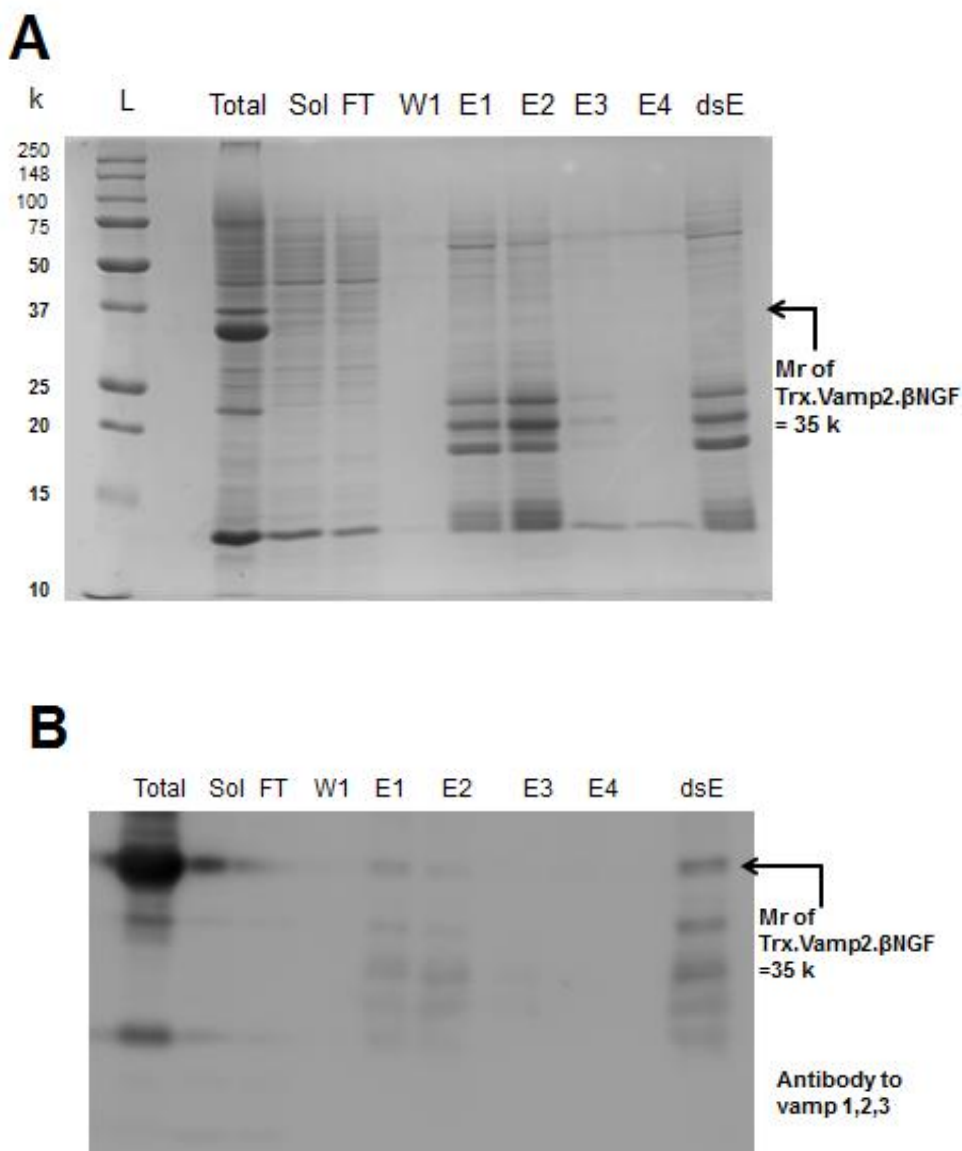 A
k L Total Sol FT W1 E1 E2 E3 E4 dsE
250
148
100
75
50
37
25
20
15
10
Mr of
Trx.Vamp2.βNGF
= 35 k
B
Total Sol FT W1 E1 E2 E3 E4 dsE
Mr of
Trx.Vamp2.βNGF
=35 k
Antibody to
vamp 1,2,3